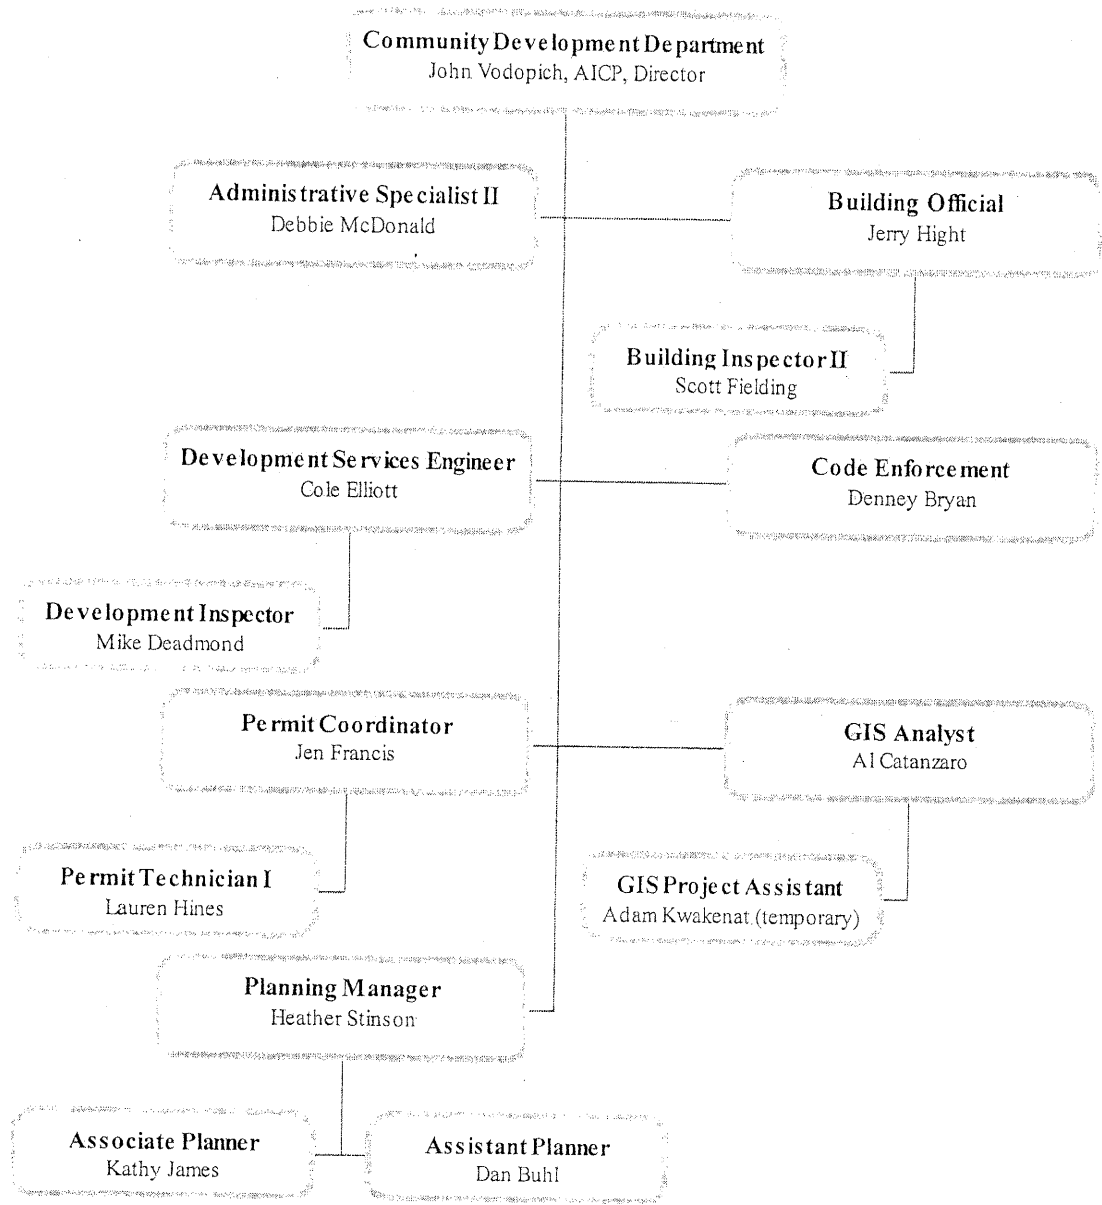 Community Development Department
John Vodopich, AICP, Director
Administrative Specialist II
Debbie McDonald
Building Official
Jerry Hight
Building Inspector II
Scott Fielding
Development Services Engineer
Cole Elliott
Code Enforcement
Denney Bryan
Development Inspector
Mike Deadmond
Permit Coordinator
Jen Francis
GIS Analyst
Al Catanzaro
Permit Technician I
Lauren Hines
GIS Project Assistant
Adam Kwakenat (temporary)
Planning Manager
Heather Stinson
Associate Planner
Kathy James
Assistant Planner
Dan Buhl